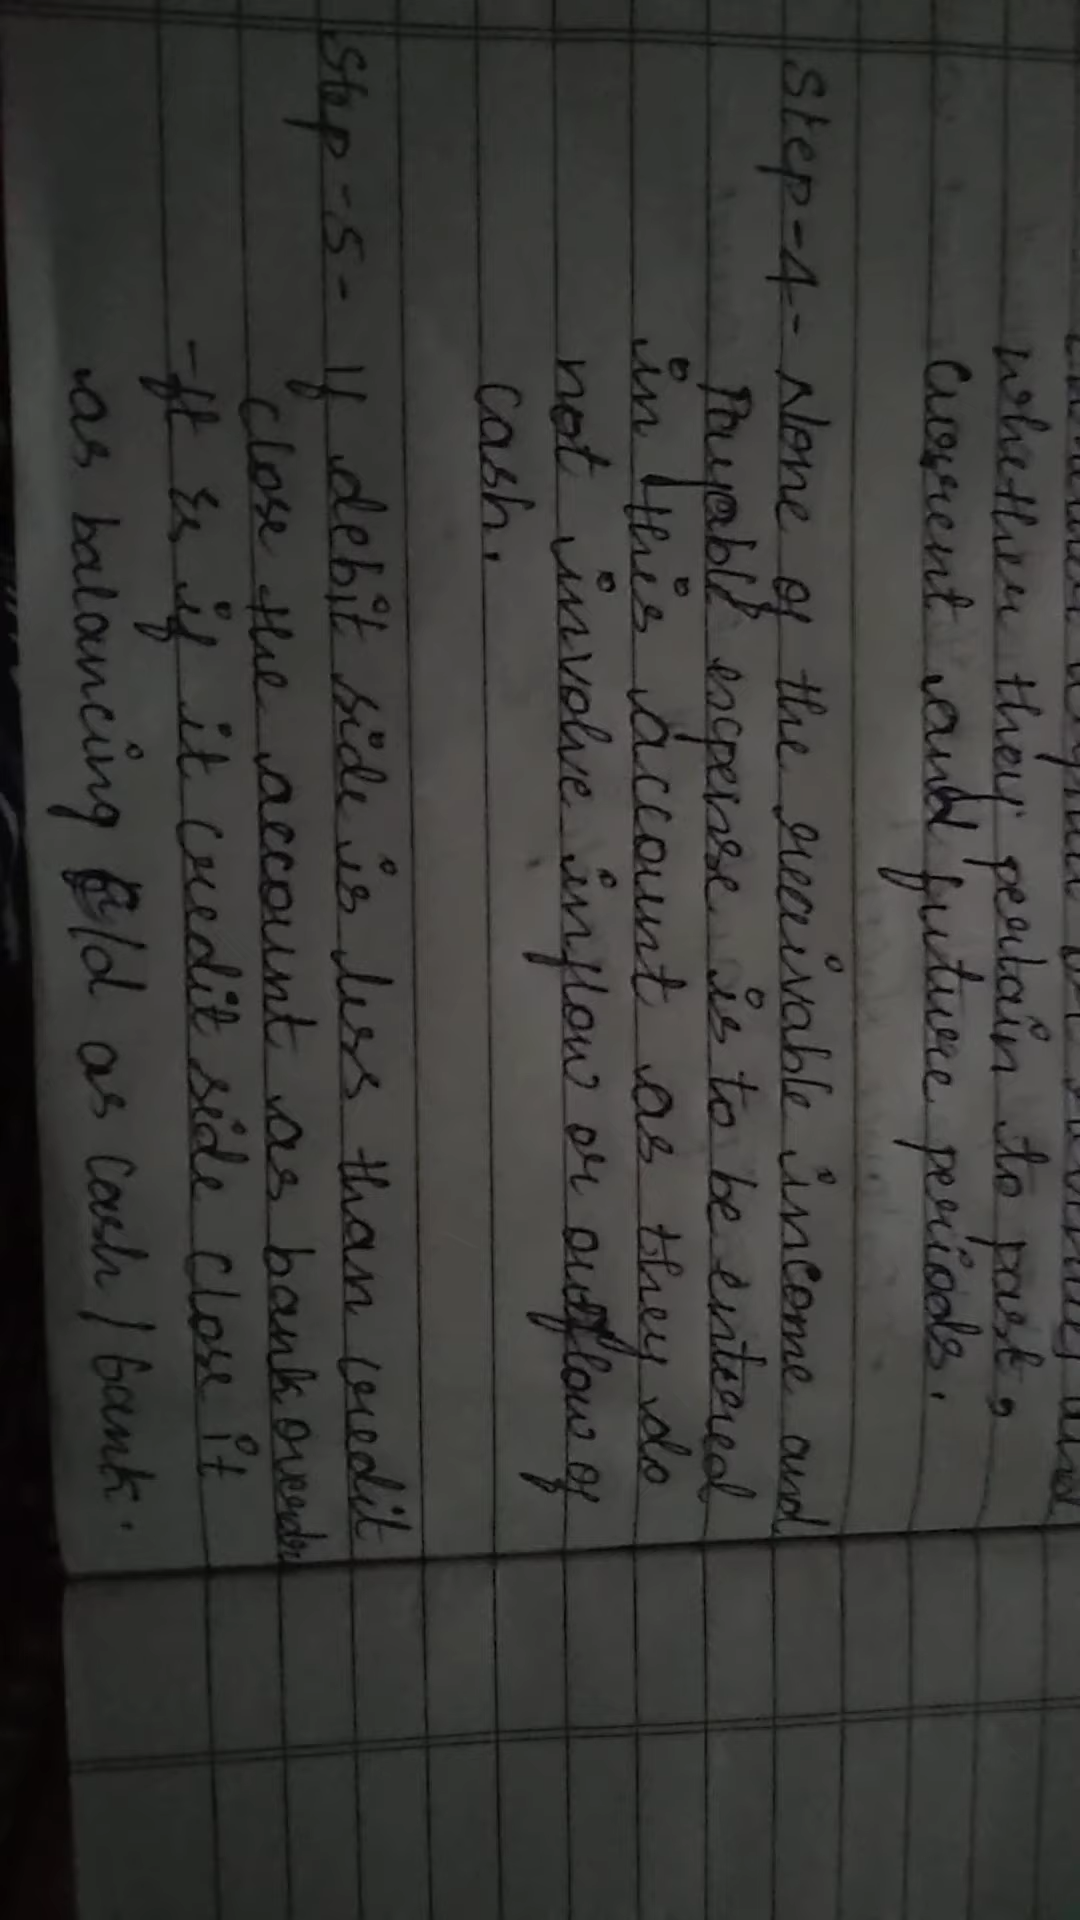 whether they pertain to past,
current and future periods.
Step-4- None of the receivable income and
Payable expense is to be entered
in this account as they do
not involve inflow or outflow of
Cash.
Step-5- If debit side is less than credit
close the account as bank overdr
-ft is if it credit side close it
as balancing /d as cash / bank.